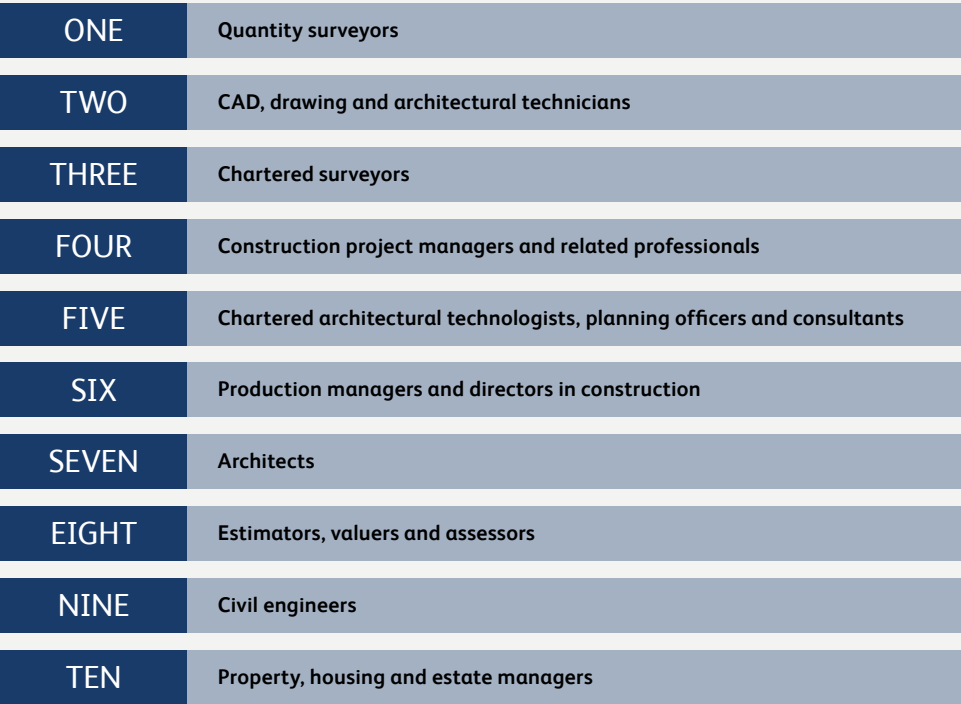 ONE Quantity surveyors
TWO CAD, drawing and architectural technicians
THREE Chartered surveyors
FOUR Construction project managers and related professionals
FIVE Chartered architectural technologists, planning officers and consultants
SIX Production managers and directors in construction
SEVEN Architects
EIGHT Estimators, valuers and assessors
NINE Civil engineers
TEN Property, housing and estate managers